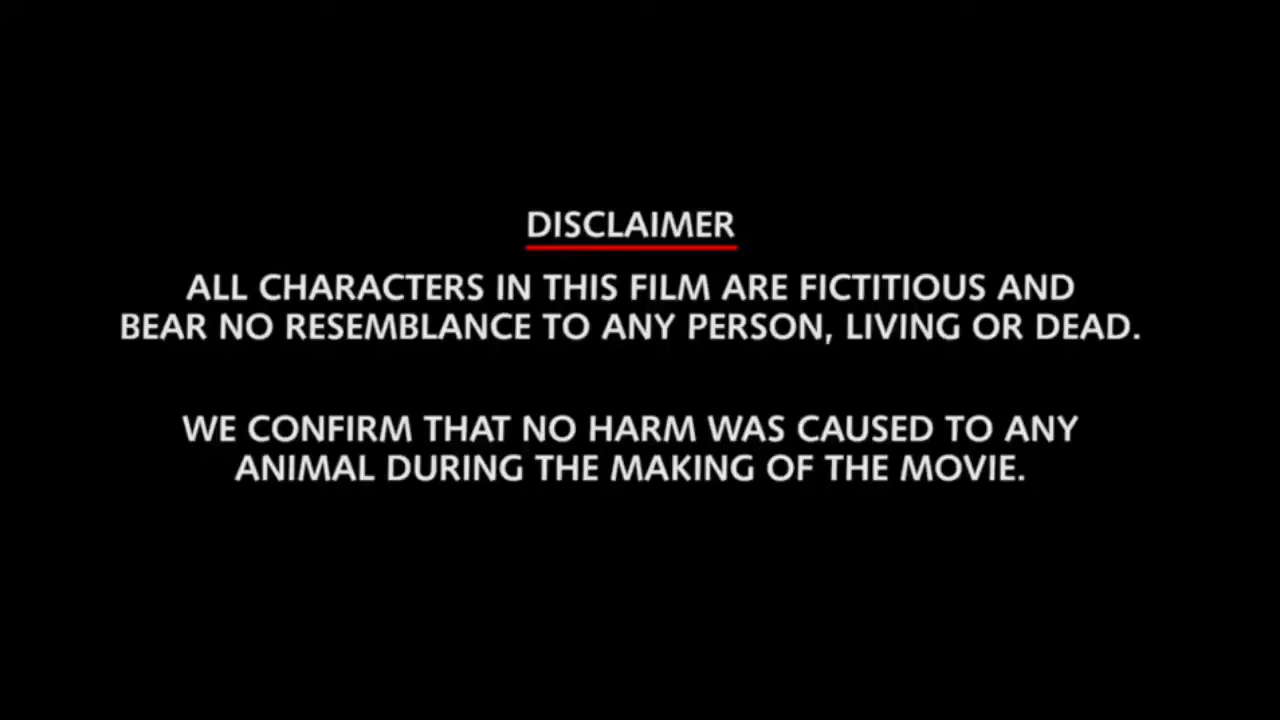 DISCLAIMER
ALL CHARACTERS IN THIS FILM ARE FICTITIOUS AND
BEAR NO RESEMBLANCE TO ANY PERSON, LIVING OR DEAD.
WE CONFIRM THAT NO HARM WAS CAUSED TO ANY
ANIMAL DURING THE MAKING OF THE MOVIE.